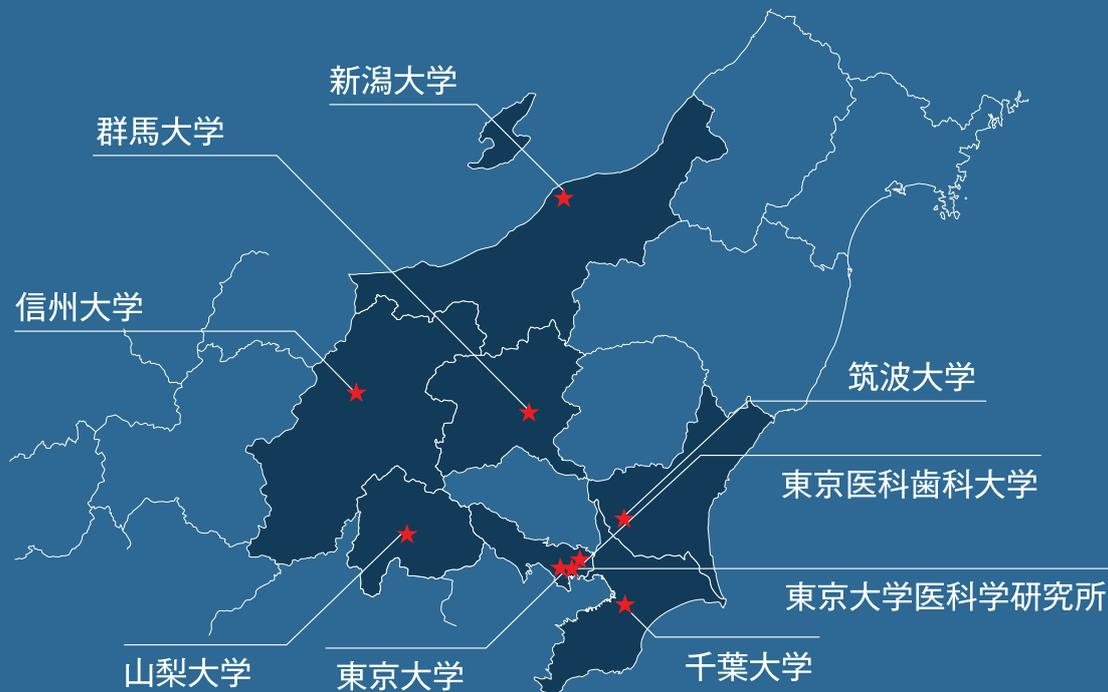 新潟大学
群馬大学
信州大学
筑波大学
東京医科歯科大学
東京大学医科学研究所
千葉大学
東京大学
山梨大学